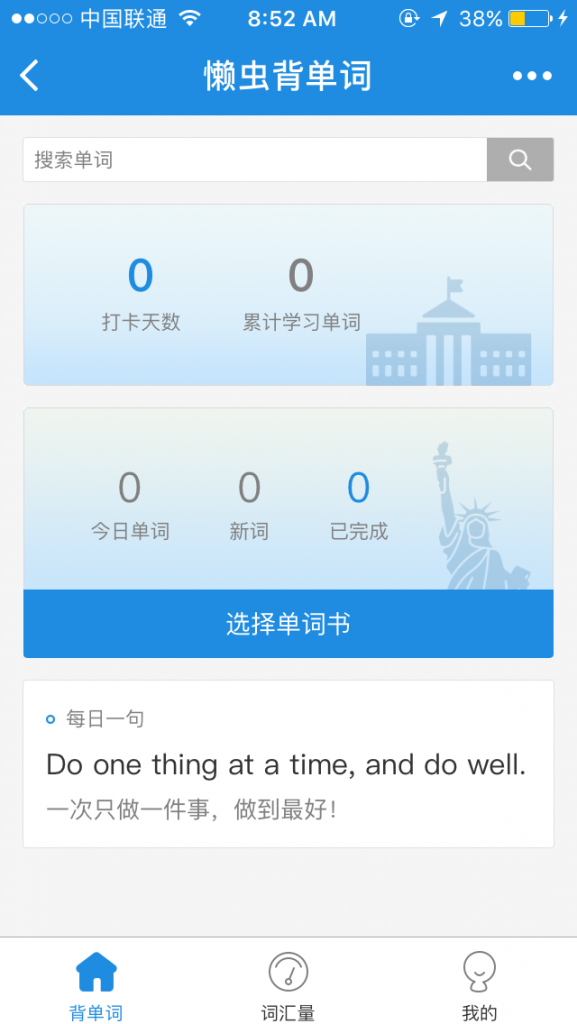 中国联通 8:52 AM 38%
懒虫背单词
搜索单词
0 0
打卡天数 累计学习单词
0 0 0
今日单词 新词 已完成
选择单词书
每日一句
Do one thing at a time, and do well.
一次只做一件事，做到最好！
背单词 词汇量 我的